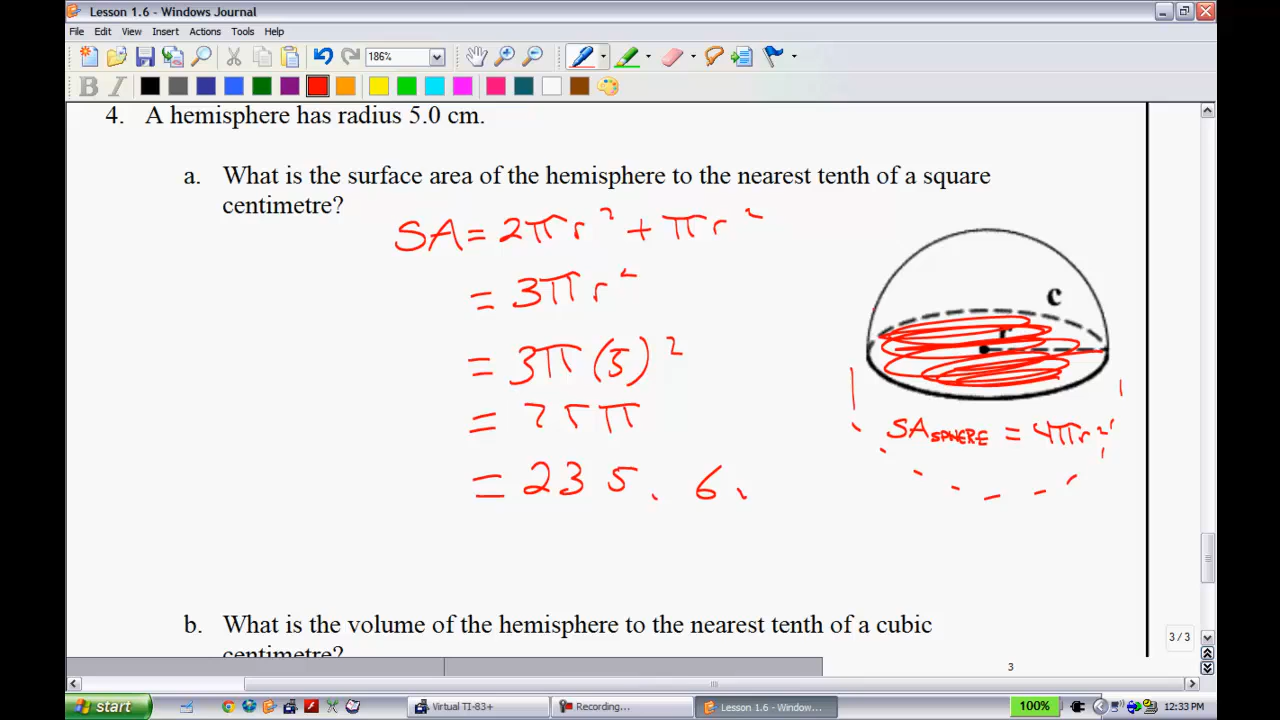 Lesson 1.6 - Windows Journal
File Edit View Insert Actions Tools Help
186%
B I
4. A hemisphere has radius 5.0 cm.
a. What is the surface area of the hemisphere to the nearest tenth of a square
centimetre?
SA = 2πr² + πr²
= 3πr²
= 3π(5)²
= 75π
= 235. 6
c
r
SA SPHERE = 4πr²
b. What is the volume of the hemisphere to the nearest tenth of a cubic
centimetre?
3 / 3
3
start
Virtual TI-83+
Recording...
Lesson 1.6 - Window...
100%
12:33 PM